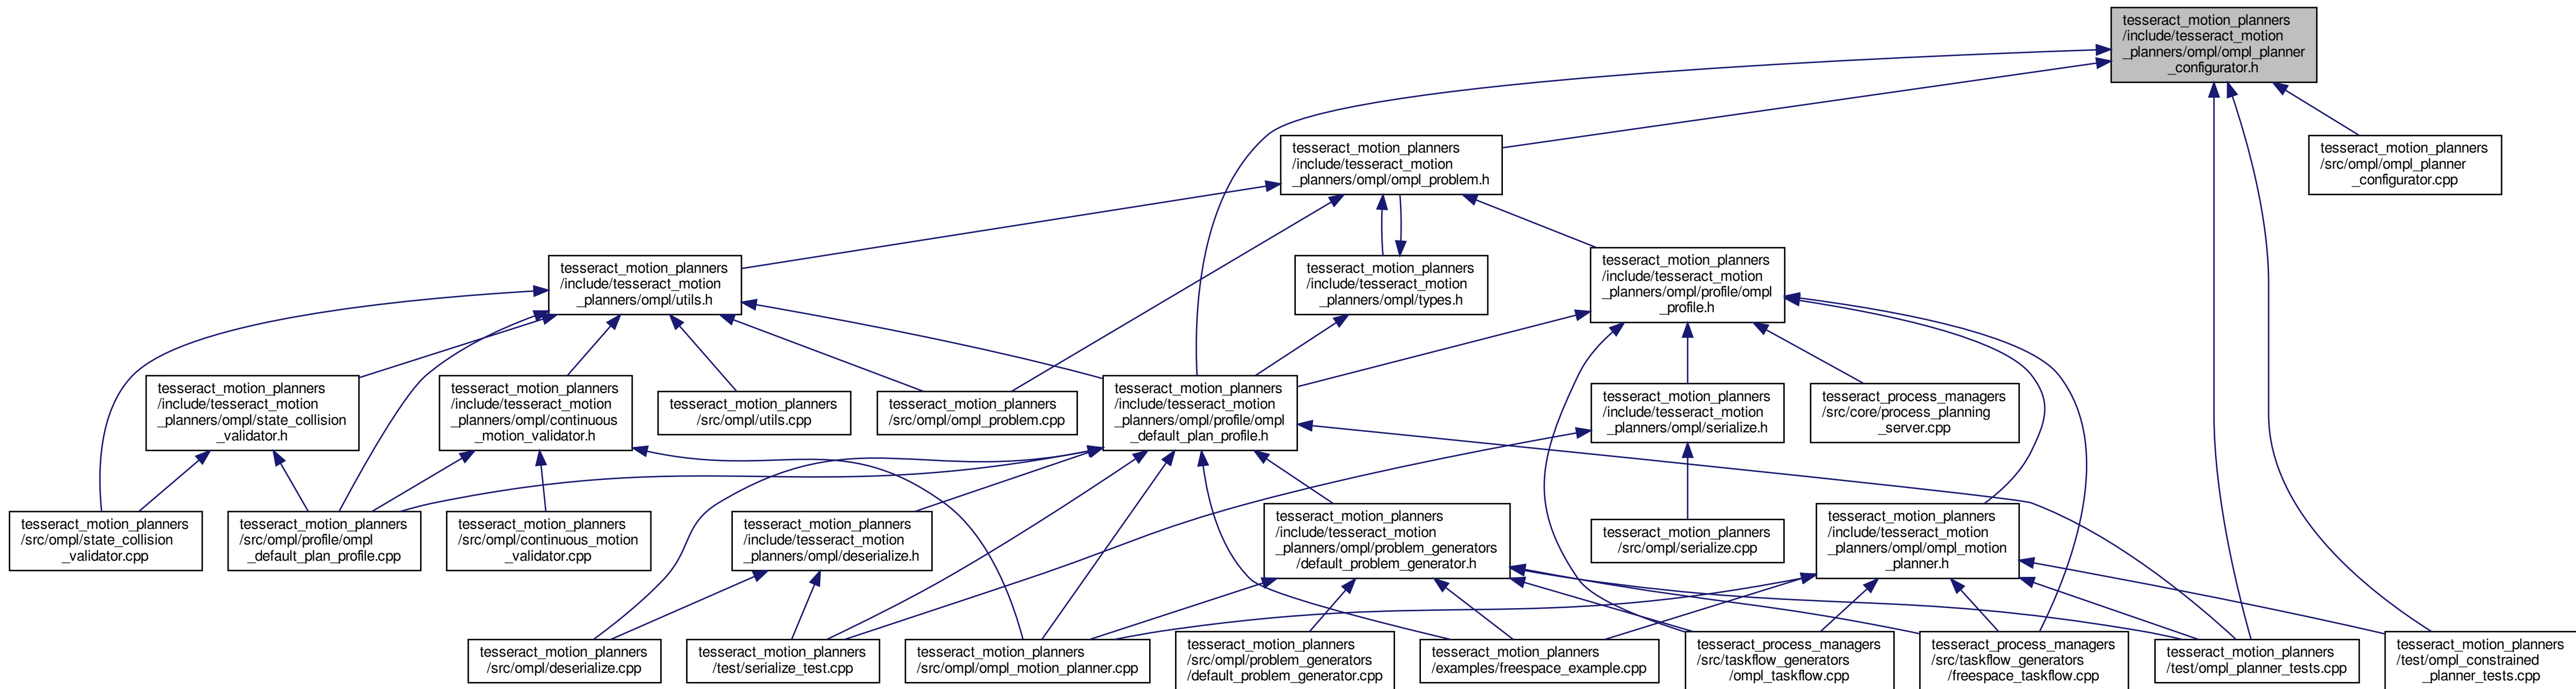 tesseract_motion_planners
/include/tesseract_motion
_planners/ompl/ompl_planner
_configurator.h
tesseract_motion_planners
/include/tesseract_motion
_planners/ompl/ompl_problem.h
tesseract_motion_planners
/src/ompl/ompl_planner
_configurator.cpp
tesseract_motion_planners
/include/tesseract_motion
_planners/ompl/utils.h
tesseract_motion_planners
/include/tesseract_motion
_planners/ompl/types.h
tesseract_motion_planners
/include/tesseract_motion
_planners/ompl/profile/ompl
_profile.h
tesseract_motion_planners
/include/tesseract_motion
_planners/ompl/state_collision
_validator.h
tesseract_motion_planners
/include/tesseract_motion
_planners/ompl/continuous
_motion_validator.h
tesseract_motion_planners
/src/ompl/utils.cpp
tesseract_motion_planners
/src/ompl/ompl_problem.cpp
tesseract_motion_planners
/include/tesseract_motion
_planners/ompl/profile/ompl
_default_plan_profile.h
tesseract_motion_planners
/include/tesseract_motion
_planners/ompl/serialize.h
tesseract_process_managers
/src/core/process_planning
_server.cpp
tesseract_motion_planners
/src/ompl/state_collision
_validator.cpp
tesseract_motion_planners
/src/ompl/profile/ompl
_default_plan_profile.cpp
tesseract_motion_planners
/src/ompl/continuous_motion
_validator.cpp
tesseract_motion_planners
/include/tesseract_motion
_planners/ompl/deserialize.h
tesseract_motion_planners
/include/tesseract_motion
_planners/ompl/problem_generators
/default_problem_generator.h
tesseract_motion_planners
/src/ompl/serialize.cpp
tesseract_motion_planners
/include/tesseract_motion
_planners/ompl/ompl_motion
_planner.h
tesseract_motion_planners
/src/ompl/deserialize.cpp
tesseract_motion_planners
/test/serialize_test.cpp
tesseract_motion_planners
/src/ompl/ompl_motion_planner.cpp
tesseract_motion_planners
/src/ompl/problem_generators
/default_problem_generator.cpp
tesseract_motion_planners
/examples/freespace_example.cpp
tesseract_process_managers
/src/taskflow_generators
/ompl_taskflow.cpp
tesseract_process_managers
/src/taskflow_generators
/freespace_taskflow.cpp
tesseract_motion_planners
/test/ompl_planner_tests.cpp
tesseract_motion_planners
/test/ompl_constrained
_planner_tests.cpp